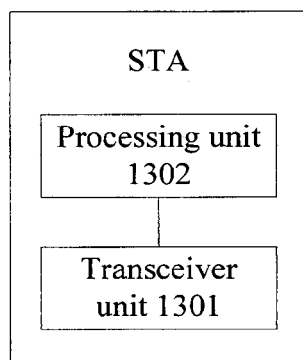 STA
Processing unit
1302
Transceiver
unit 1301